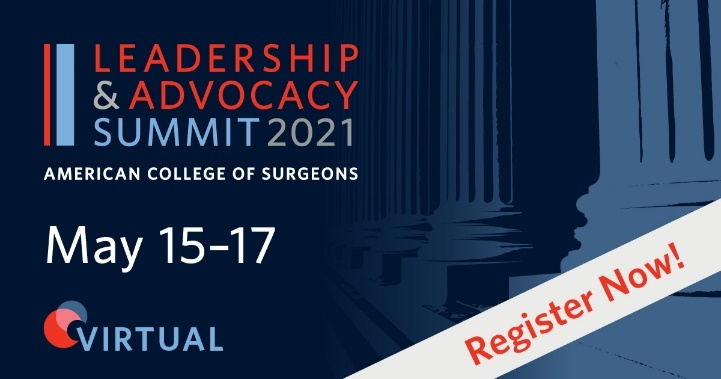 LEADERSHIP
& ADVOCACY
SUMMIT 2021
AMERICAN COLLEGE OF SURGEONS
May 15-17
VIRTUAL
Register Now!